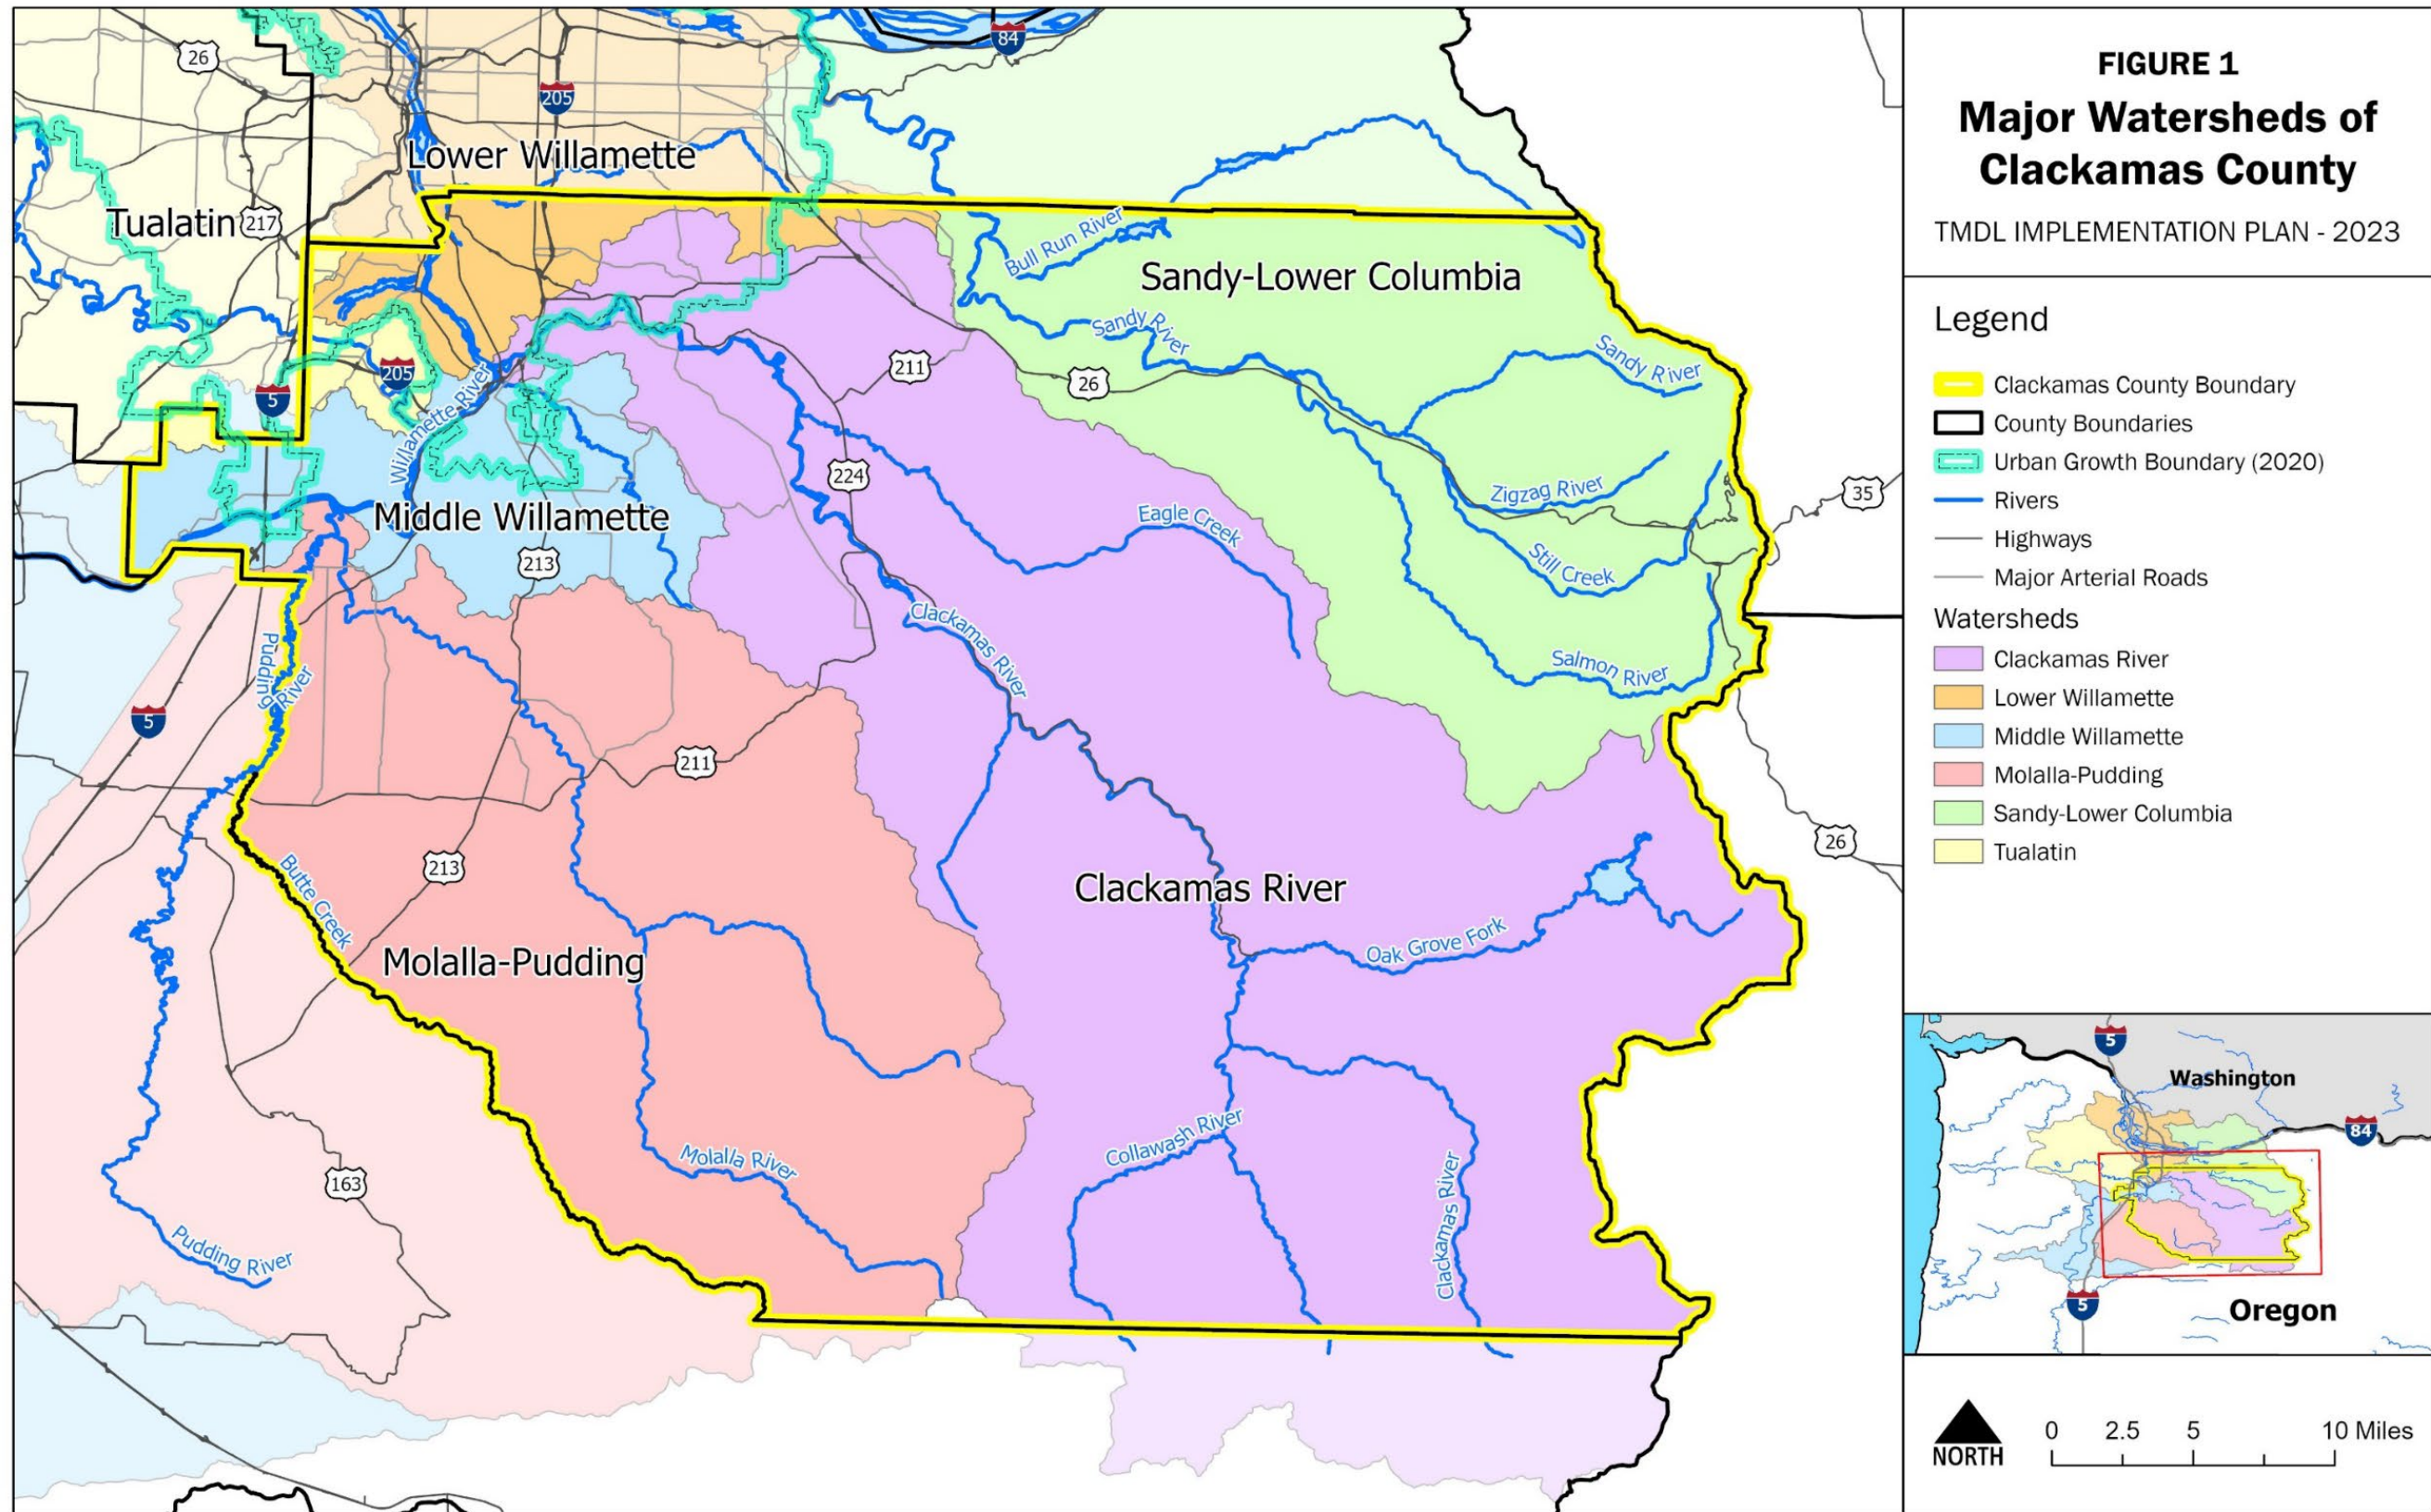 FIGURE 1
Major Watersheds of
Clackamas County
TMDL IMPLEMENTATION PLAN - 2023
Legend
Clackamas County Boundary
County Boundaries
Urban Growth Boundary (2020)
Rivers
Highways
Major Arterial Roads
Watersheds
Clackamas River
Lower Willamette
Middle Willamette
Molalla-Pudding
Sandy-Lower Columbia
Tualatin
5
Washington
84
Oregon
5
NORTH
0 2.5 5 10 Miles
26
84
205
Lower Willamette
Tualatin
217
Bull Run River
Sandy-Lower Columbia
Sandy River
Sandy River
211
26
205
5
Willamette River
224
35
Zigzag River
Eagle Creek
Middle Willamette
213
Still Creek
Clackamas River
Pudding
River
Salmon River
5
211
26
213
Butte Creek
Clackamas River
Oak Grove Fork
Molalla-Pudding
Collawash River
Molalla River
163
Clackamas River
Pudding River